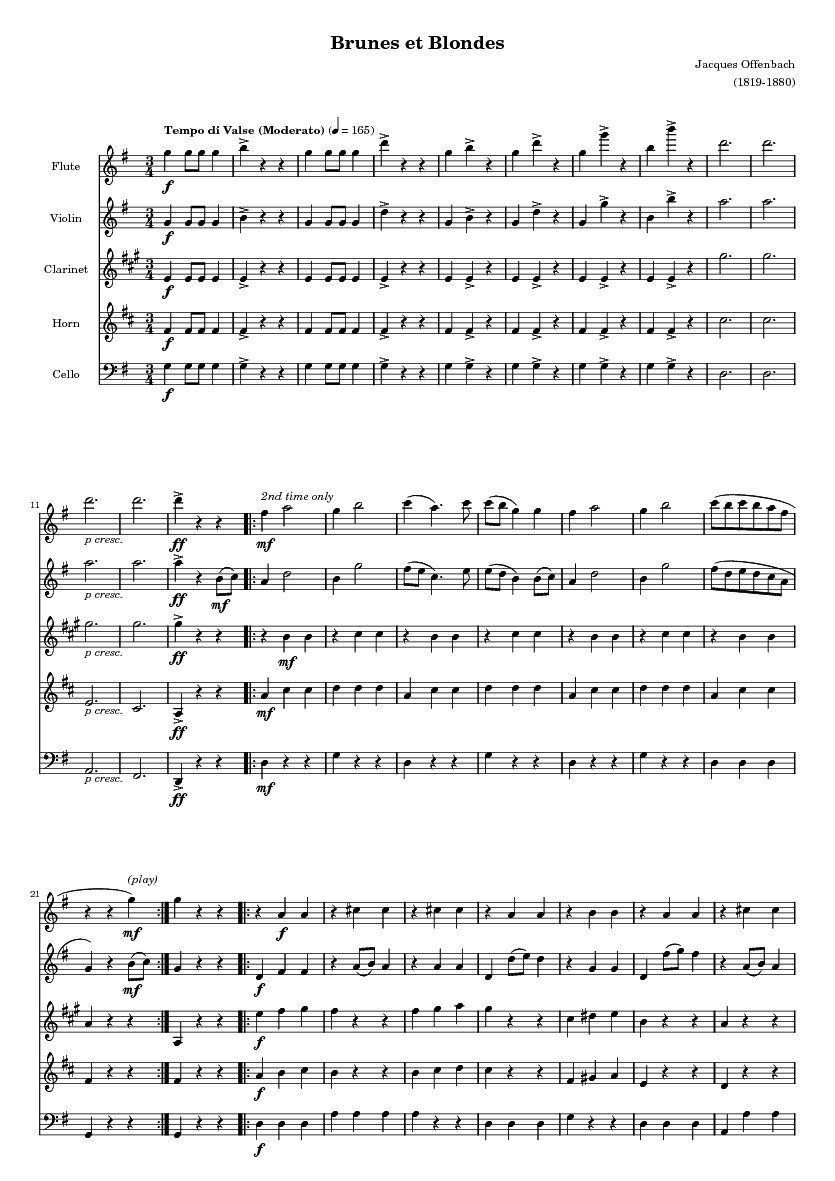 Brunes et Blondes
Jacques Offenbach
(1819-1880)
Tempo di Valse (Moderato) (♩ = 165)
Flute
f
Violin
f
Clarinet
f
Horn
f
Cello
f
11
p cresc.
ff
2nd time only
mf
p cresc.
ff
mf
p cresc.
ff
mf
p cresc.
ff
mf
p cresc.
ff
mf
21
(play)
mf
f
mf
f
f
f
f